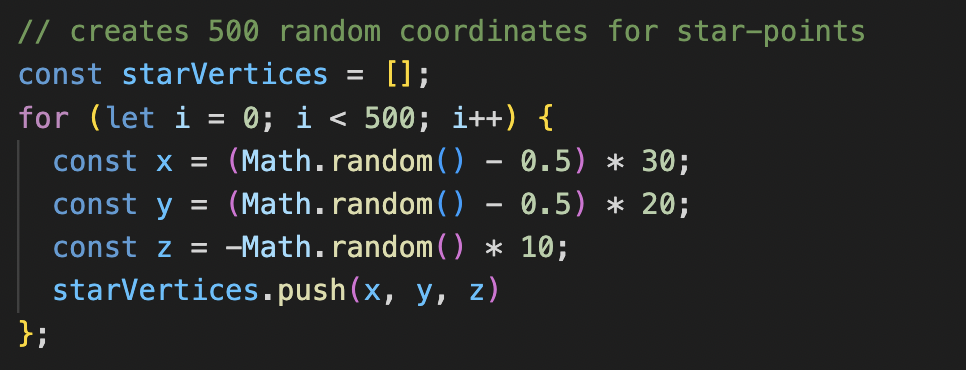 // creates 500 random coordinates for star-points
const starVertices = [];
for (let i = 0; i < 500; i++) {
  const x = (Math.random() - 0.5) * 30;
  const y = (Math.random() - 0.5) * 20;
  const z = -Math.random() * 10;
  starVertices.push(x, y, z)
};